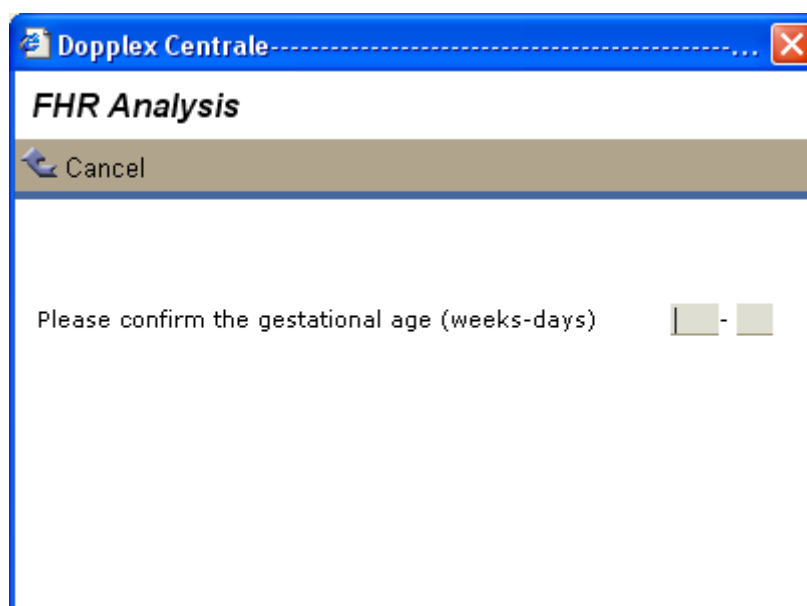 Dopplex Centrale----------------------------------------------...
FHR Analysis
Cancel
Please confirm the gestational age (weeks-days) -